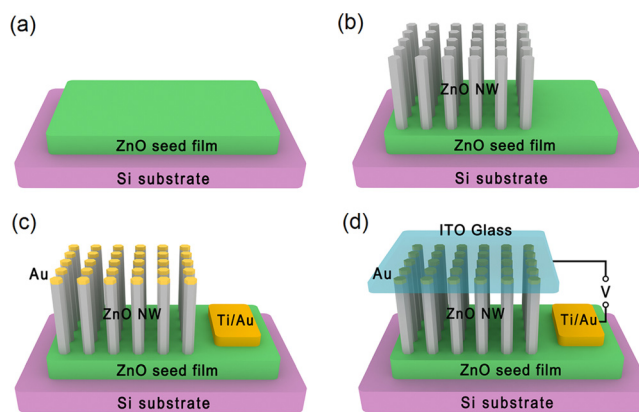 (a)
ZnO seed film
Si substrate
(b)
ZnO NW
ZnO seed film
Si substrate
(c)
Au
ZnO NW
Ti/Au
ZnO seed film
Si substrate
(d)
ITO Glass
Au
V
ZnO NW
Ti/Au
ZnO seed film
Si substrate